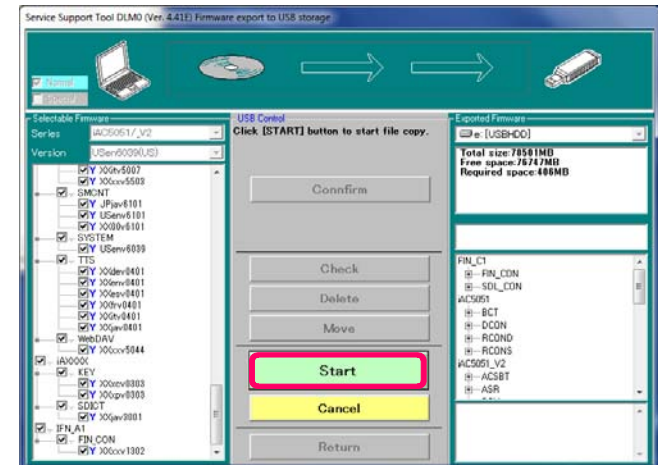 Service Support Tool DLM0 (Ver. 4.41E) Firmware export to USB storage
Normal
Special
Selectable Firmware
Series
iAC5051/_V2
Version
USen6039(US)
Y XXgtv5007
Y XXxxv5503
SMCNT
Y JPjav6101
Y USenv6101
Y XX00v6101
SYSTEM
Y USenv6039
TTS
Y XXdev0401
Y XXenv0401
Y XXesv0401
Y XXfrv0401
Y XXitv0401
Y XXjav0401
WebDAV
Y XXxxv5044
iAXXXX
KEY
Y XXxev0303
Y XXxpv0303
SDICT
Y XXjav3001
IFN_A1
FIN_CON
Y XXxxv1302
USB Control
Click [START] button to start file copy.
Connfirm
Check
Delete
Move
Start
Cancel
Return
Exported Firmware
e: [USBHDD]
Total size:78501MB
Free space:76747MB
Required space:406MB
FIN_C1
FIN_CON
SDL_CON
iAC5051
BCT
DCON
RCOND
RCONS
iAC5051_V2
ACSBT
ASR